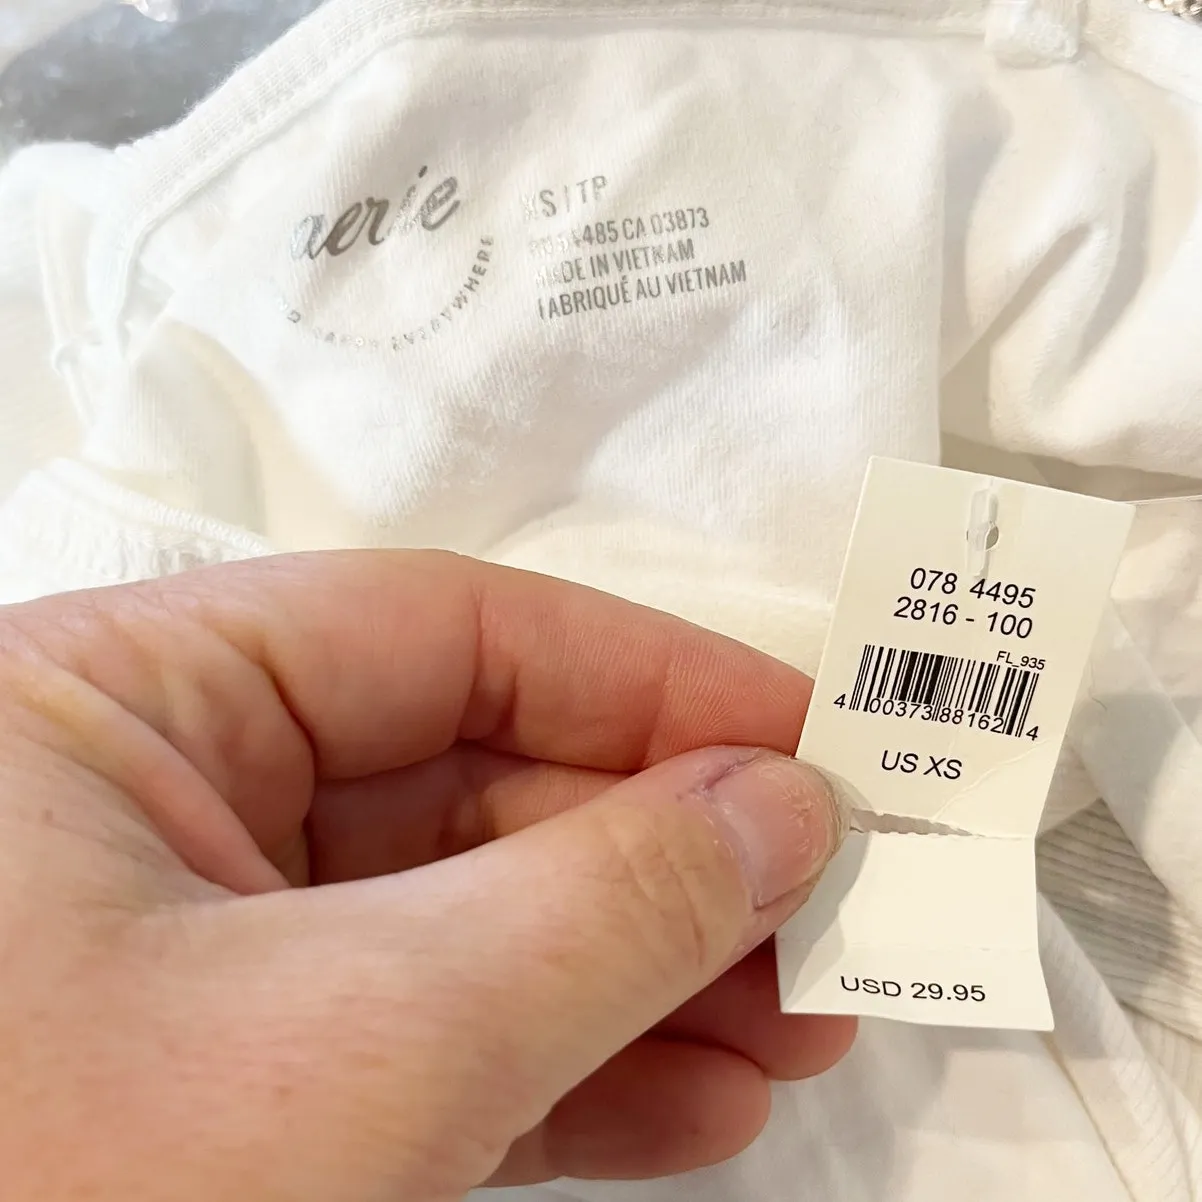 aerie
XS | TP
485 CA 03873
MADE IN VIETNAM
FABRIQUÉ AU VIETNAM
EVERYWHERE
078 4495
2816 - 100
FL_935
4 00373 88162 4
US XS
USD 29.95